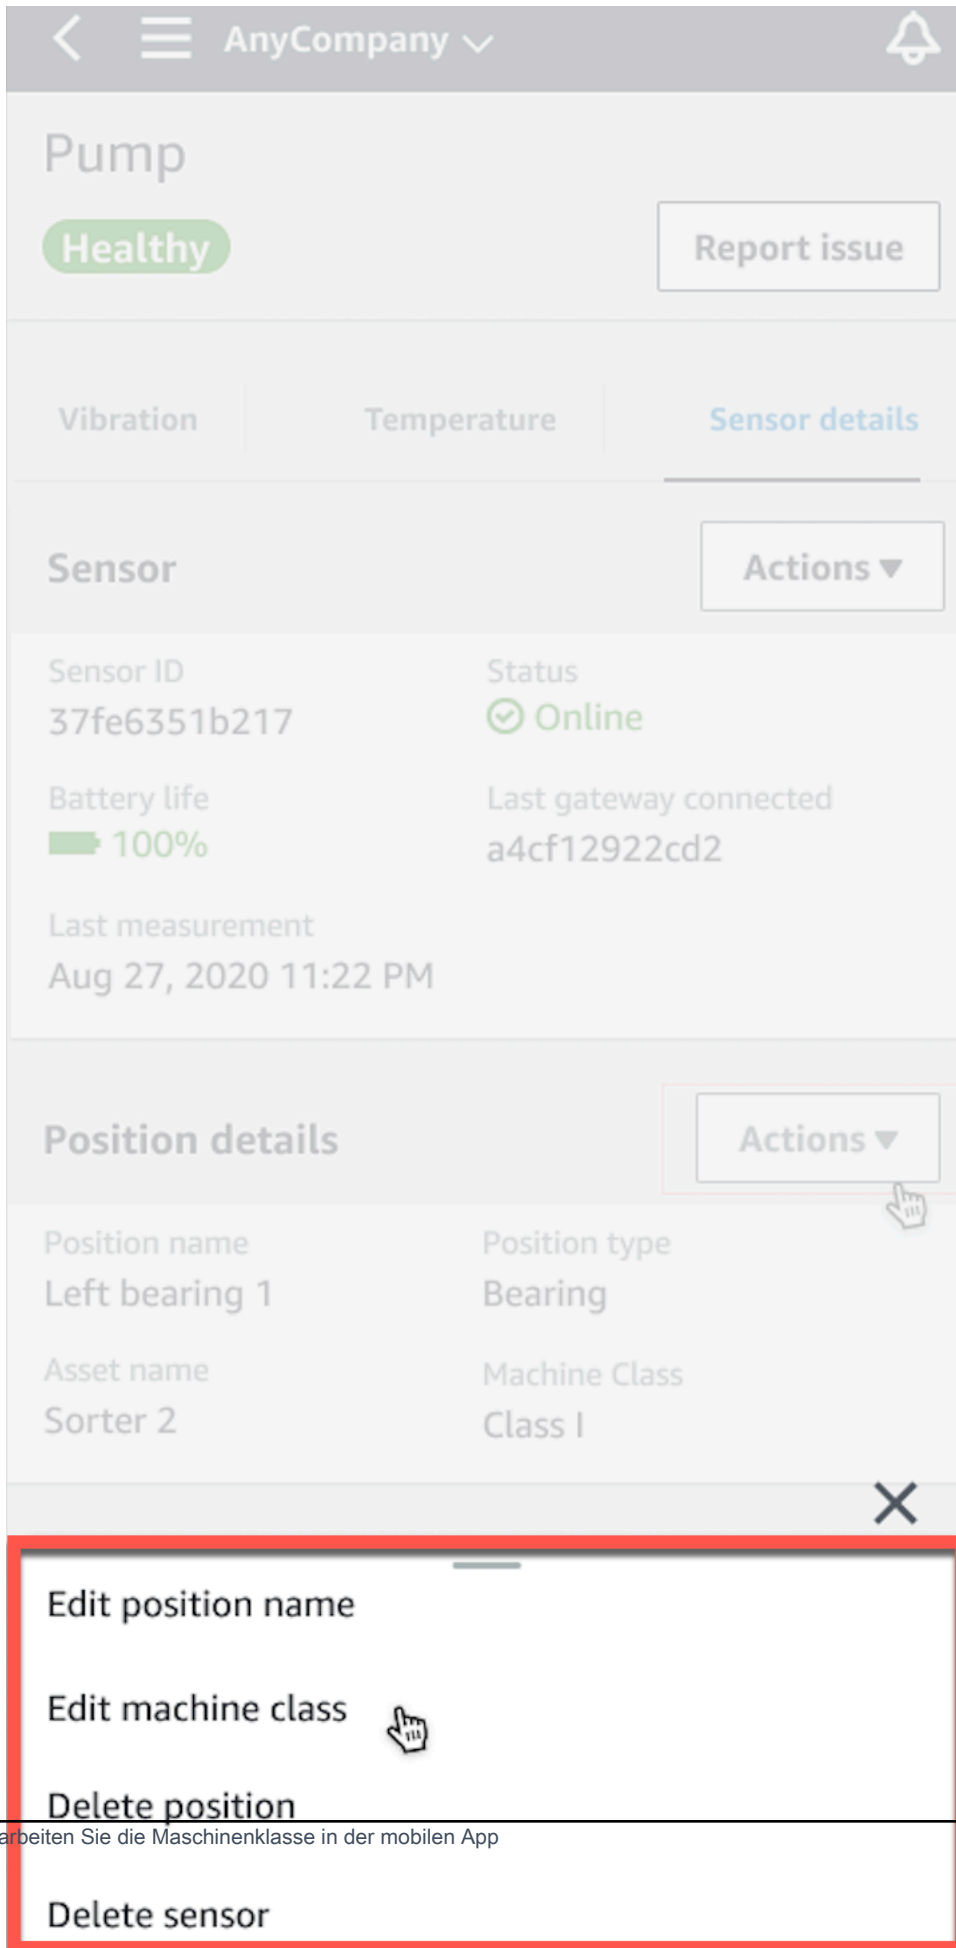 AnyCompany
Pump
Healthy
Report issue
Vibration Temperature Sensor details
Sensor
Actions
Sensor ID Status
37fe6351b217 Online
Battery life Last gateway connected
100% a4cf12922cd2
Last measurement
Aug 27, 2020 11:22 PM
Position details
Actions
Position name Position type
Left bearing 1 Bearing
Asset name Machine Class
Sorter 2 Class I
Edit position name
Edit machine class
Delete position
arbeiten Sie die Maschinenklasse in der mobilen App
Delete sensor